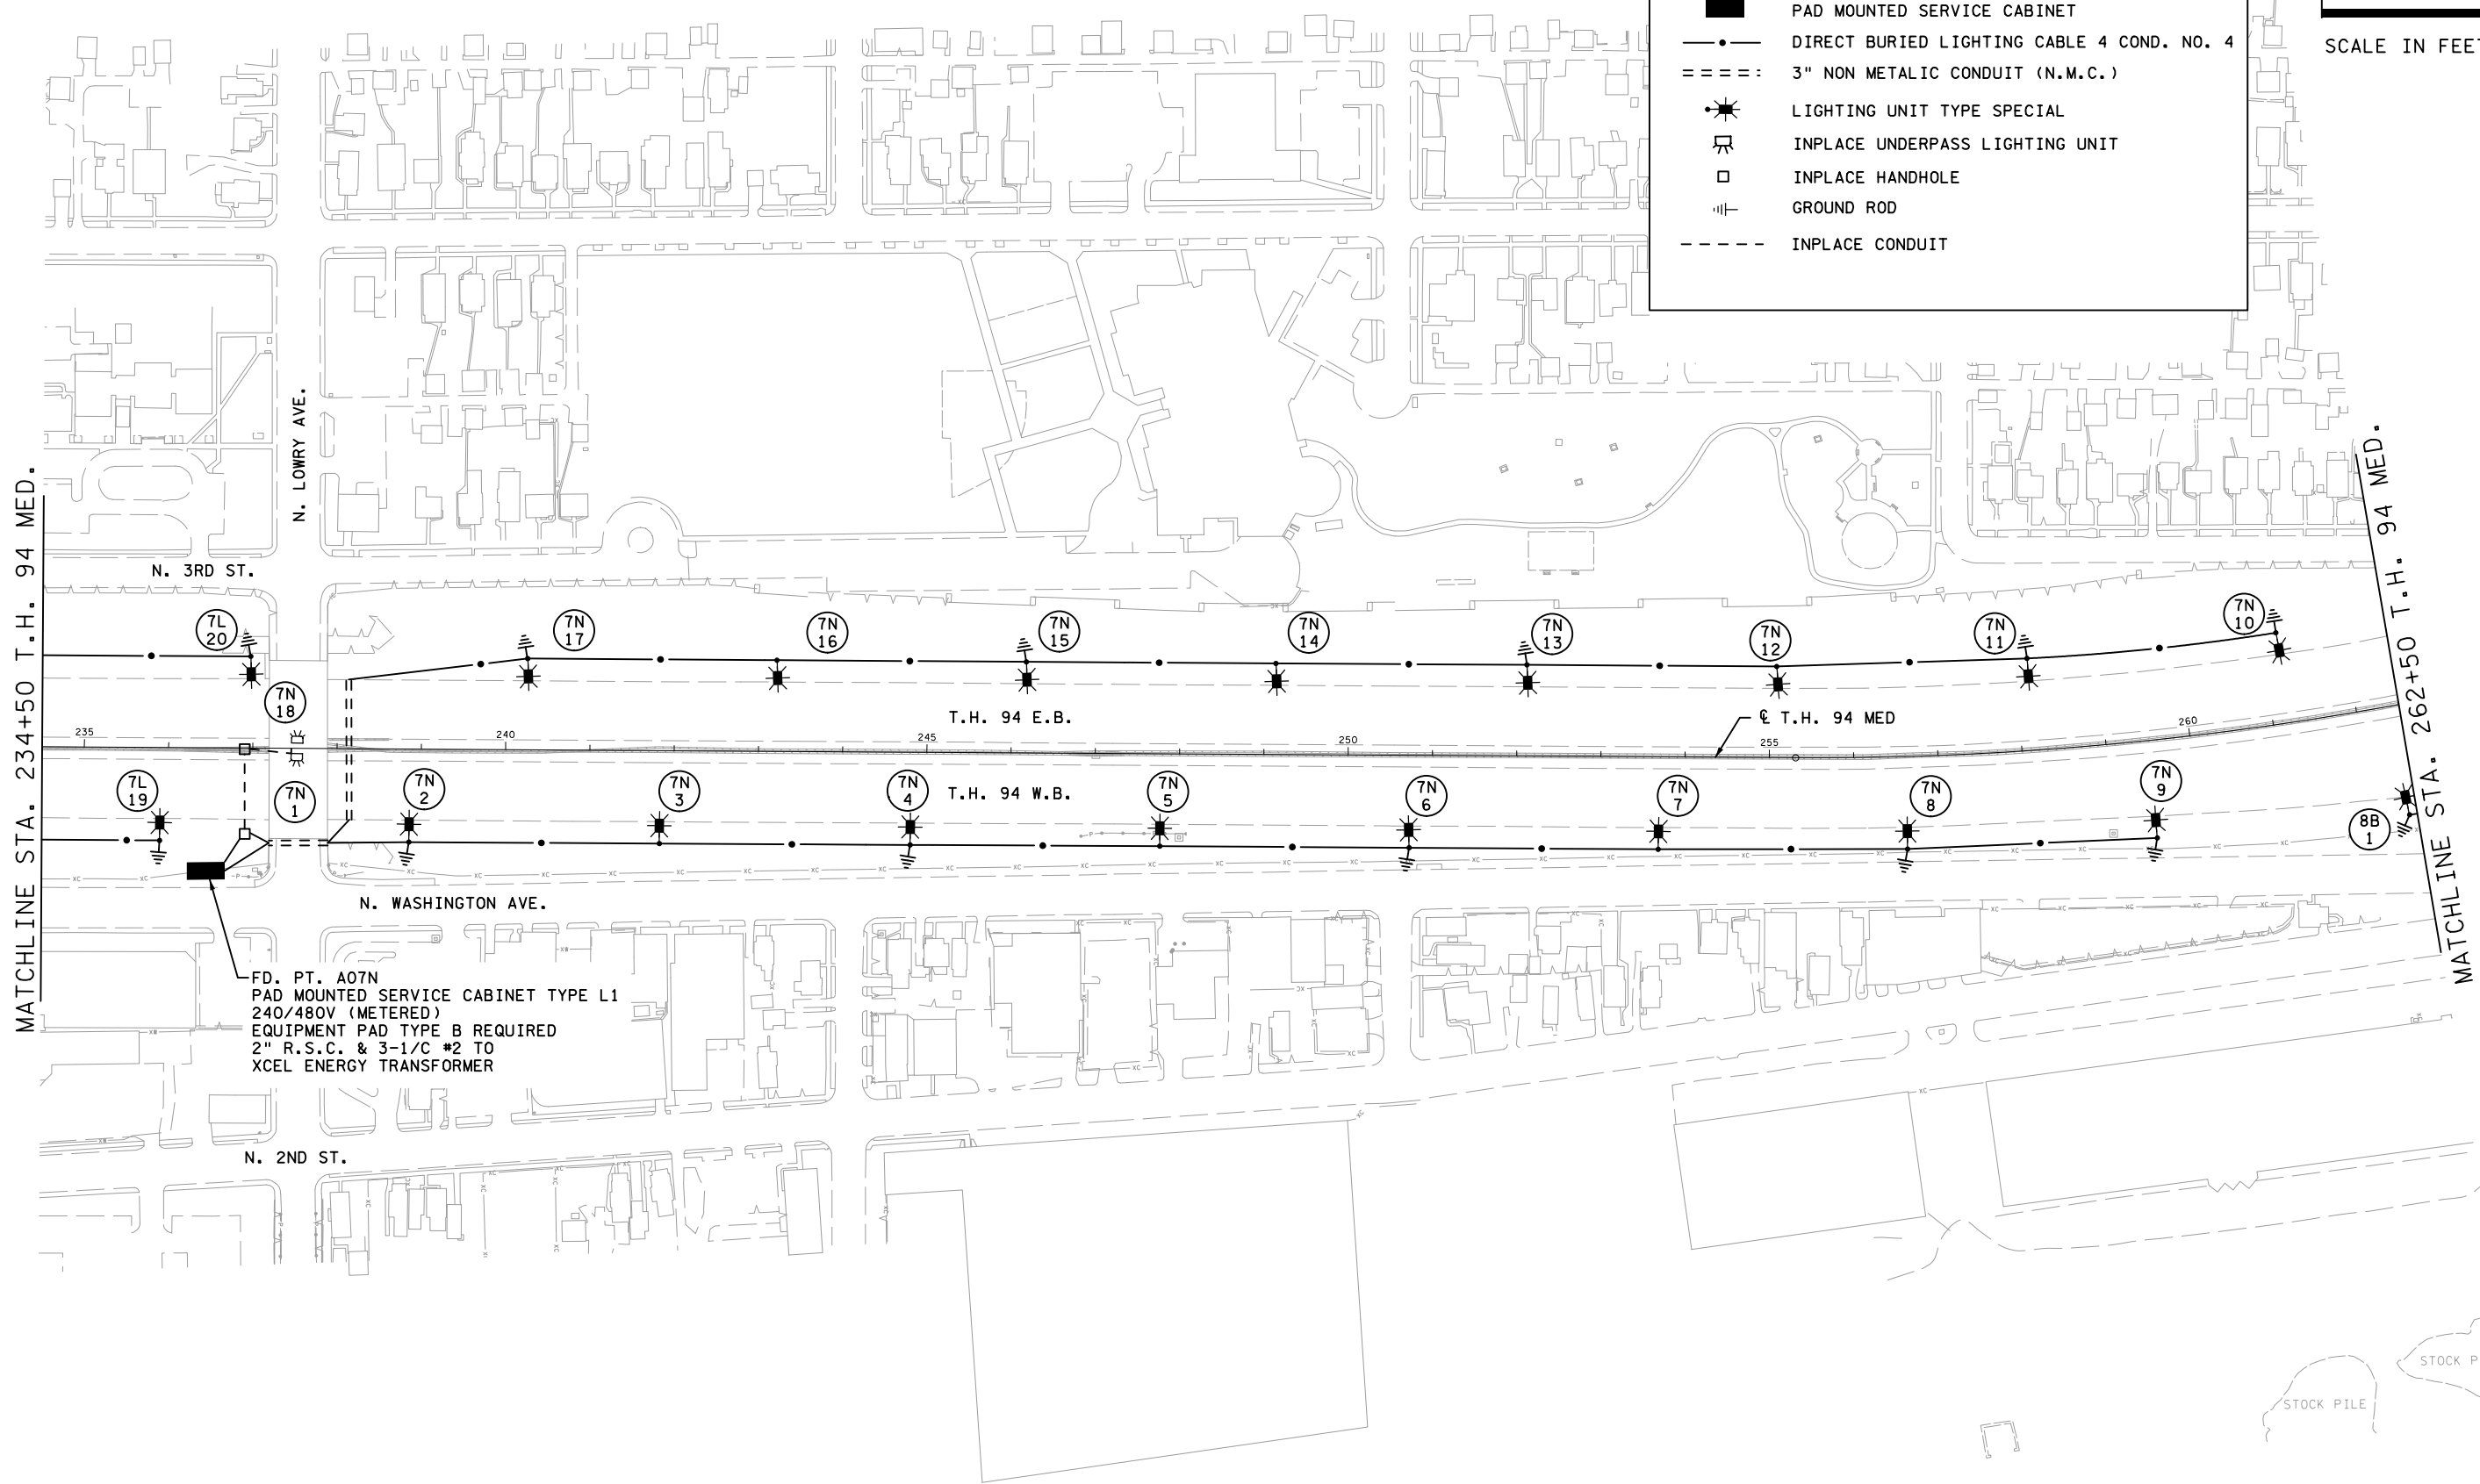 PAD MOUNTED SERVICE CABINET
DIRECT BURIED LIGHTING CABLE 4 COND. NO. 4
3" NON METALIC CONDUIT (N.M.C.)
LIGHTING UNIT TYPE SPECIAL
INPLACE UNDERPASS LIGHTING UNIT
INPLACE HANDHOLE
GROUND ROD
INPLACE CONDUIT
SCALE IN FEET
MATCHLINE STA. 234+50 T.H. 94 MED.
N. LOWRY AVE.
N. 3RD ST.
7L
20
7N
17
7N
16
7N
15
7N
14
7N
13
7N
12
7N
11
7N
10
7N
18
T.H. 94 E.B.
℄ T.H. 94 MED
235
240
245
250
255
260
7L
19
7N
1
7N
2
7N
3
7N
4
T.H. 94 W.B.
7N
5
7N
6
7N
7
7N
8
7N
9
8B
1
MATCHLINE STA. 262+50 T.H. 94 MED.
N. WASHINGTON AVE.
FD. PT. A07N
PAD MOUNTED SERVICE CABINET TYPE L1
240/480V (METERED)
EQUIPMENT PAD TYPE B REQUIRED
2" R.S.C. & 3-1/C #2 TO
XCEL ENERGY TRANSFORMER
N. 2ND ST.
STOCK P
STOCK PILE